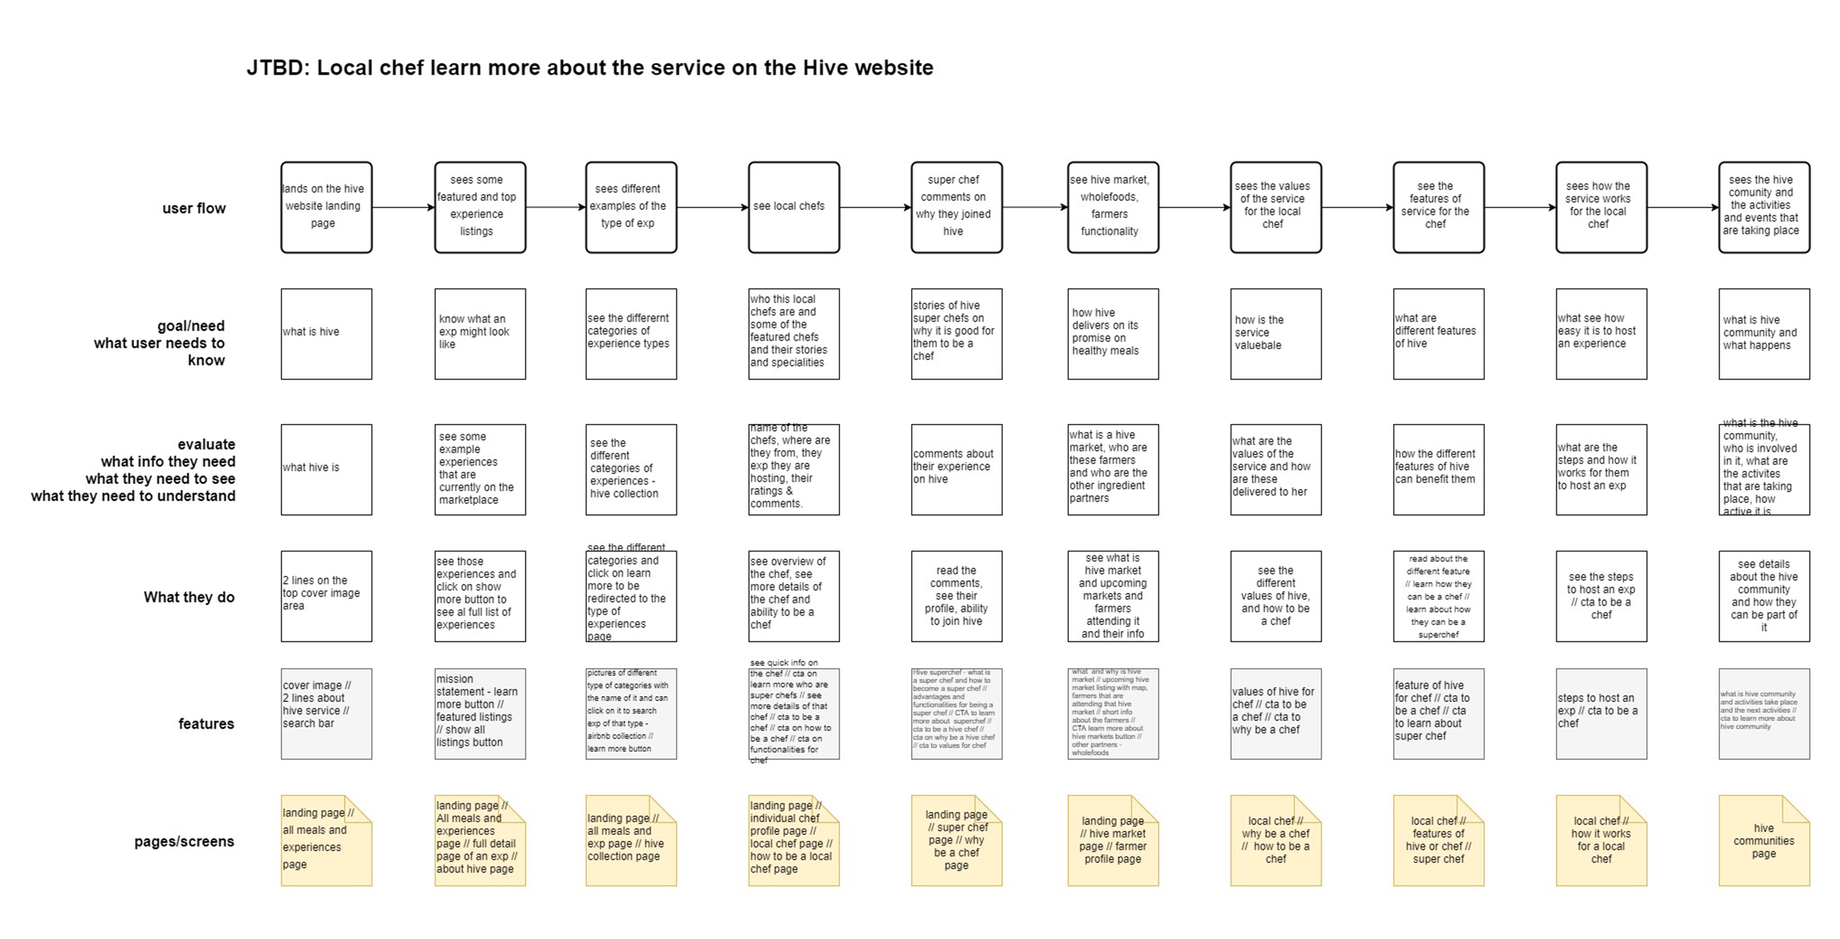 JTBD: Local chef learn more about the service on the Hive website
user flow
lands on the hive
website landing
page
sees some
featured and top
experience
listings
sees different
examples of the
type of exp
see local chefs
super chef
comments on
why they joined
hive
see hive market,
wholefoods,
farmers
functionality
sees the values
of the service
for the local
chef
see the
features of
service for the
chef
sees how the
service works
for the local
chef
sees the hive
comunity and
the activities
and events that
are taking place
goal/need
what user needs to
know
what is hive
know what an
exp might look
like
see the differernt
categories of
experience types
who this local
chefs are and
some of the
featured chefs
and their stories
and specialities
stories of hive
super chefs on
why it is good for
them to be a
chef
how hive
delivers on its
promise on
healthy meals
how is the
service
valuebale
what are
different features
of hive
what see how
easy it is to host
an experience
what is hive
community and
what happens
evaluate
what info they need
what they need to see
what they need to understand
what hive is
see some
example
experiences
that are
currently on the
marketplace
see the
different
categories of
experiences -
hive collection
name of the
chefs, where are
they from, they
exp they are
hosting, their
ratings &
comments.
comments about
their experience
on hive
what is a hive
market, who are
these farmers
and who are the
other ingredient
partners
what are the
values of the
service and how
are these
delivered to her
how the different
features of hive
can benefit them
what are the
steps and how it
works for them
to host an exp
what is the hive
community,
who is involved
in it, what are
the activites
that are taking
place, how
active it is
What they do
2 lines on the
top cover image
area
see those
experiences and
click on show
more button to
see al full list of
experiences
see the different
categories and
click on learn
more to be
redirected to the
type of
experiences
page
see overview of
the chef, see
more details of
the chef and
ability to be a
chef
read the
comments,
see their
profile, ability
to join hive
see what is
hive market
and upcoming
markets and
farmers
attending it
and their info
see the
different
values of hive,
and how to be
a chef
read about the
different feature
// learn how they
can be a chef //
learn about how
they can be a
superchef
see the steps
to host an exp
// cta to be a
chef
see details
about the hive
community
and how they
can be part of
it
features
cover image //
2 lines about
hive service //
search bar
mission
statement - learn
more button //
featured listings
// show all
listings button
pictures of different
type of categories with
the name of it and can
click on it to search
exp of that type -
airbnb collection //
learn more button
see quick info on
the chef // cta on
learn more who are
super chefs // see
more details of that
chef // cta to be a
chef // cta on how to
be a chef // cta on
functionalities for
chef
Hive superchef - what is
a super chef and how to
become a super chef //
advantages and
functionalities for being a
super chef // CTA to learn
more about superchef //
cta to be a hive chef //
cta on why be a hive chef
// cta to values for chef
what and why is hive
market // upcoming hive
market listing with map,
farmers that are
attending that hive
market // short info
about the farmers //
CTA learn more about
hive markets button //
other partners -
wholefoods
values of hive for
chef // cta to be
a chef // cta to
why be a chef
feature of hive
for chef // cta to
be a chef // cta
to learn about
super chef
steps to host an
exp // cta to be a
chef
what is hive community
and activities take place
and the next activities //
cta to learn more about
hive community
pages/screens
landing page //
all meals and
experiences
page
landing page //
All meals and
experiences
page // full detail
page of an exp //
about hive page
landing page //
all meals and
exp page // hive
collection page
landing page //
individual chef
profile page //
local chef page //
how to be a local
chef page
landing page
// super chef
page // why
be a chef
page
landing page
// hive market
page // farmer
profile page
local chef //
why be a chef
// how to be a
chef
local chef //
features of
hive or chef //
super chef
local chef //
how it works
for a local
chef
hive
communities
page